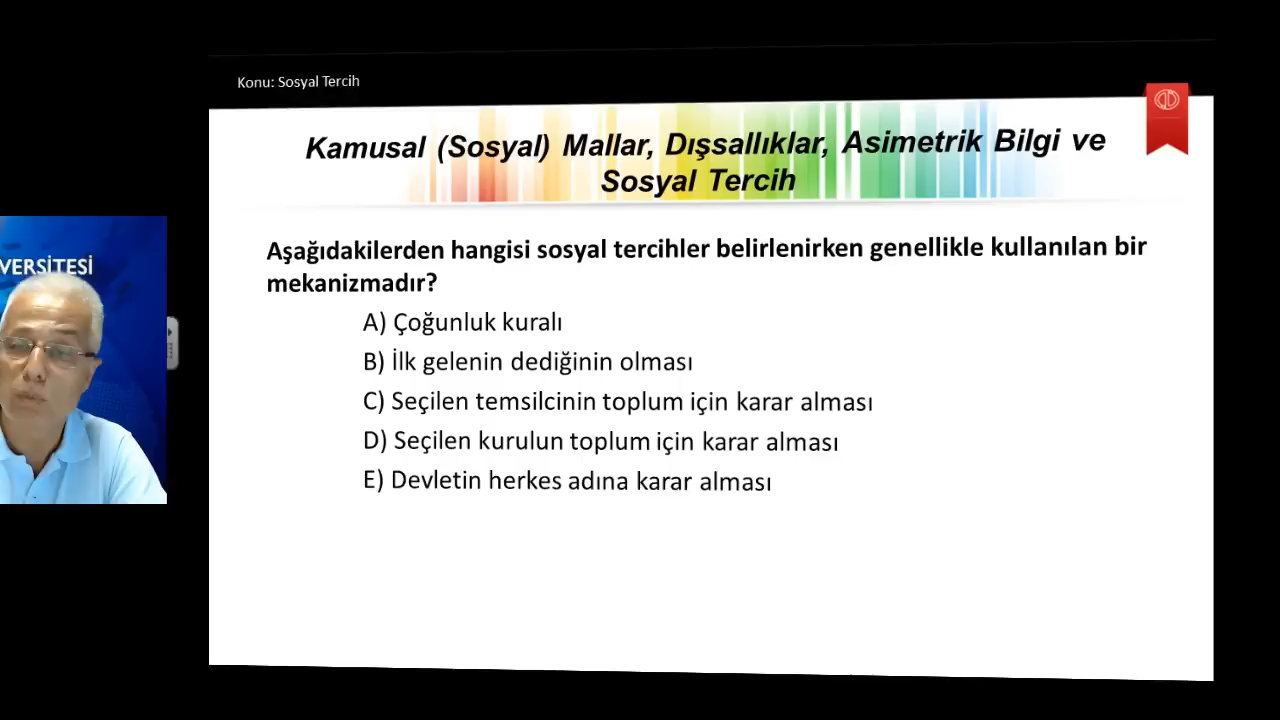 Konu: Sosyal Tercih
Kamusal (Sosyal) Mallar, Dışsallıklar, Asimetrik Bilgi ve
Sosyal Tercih
VERSİTESİ
Aşağıdakilerden hangisi sosyal tercihler belirlenirken genellikle kullanılan bir
mekanizmadır?
A) Çoğunluk kuralı
B) İlk gelenin dediğinin olması
C) Seçilen temsilcinin toplum için karar alması
D) Seçilen kurulun toplum için karar alması
E) Devletin herkes adına karar alması